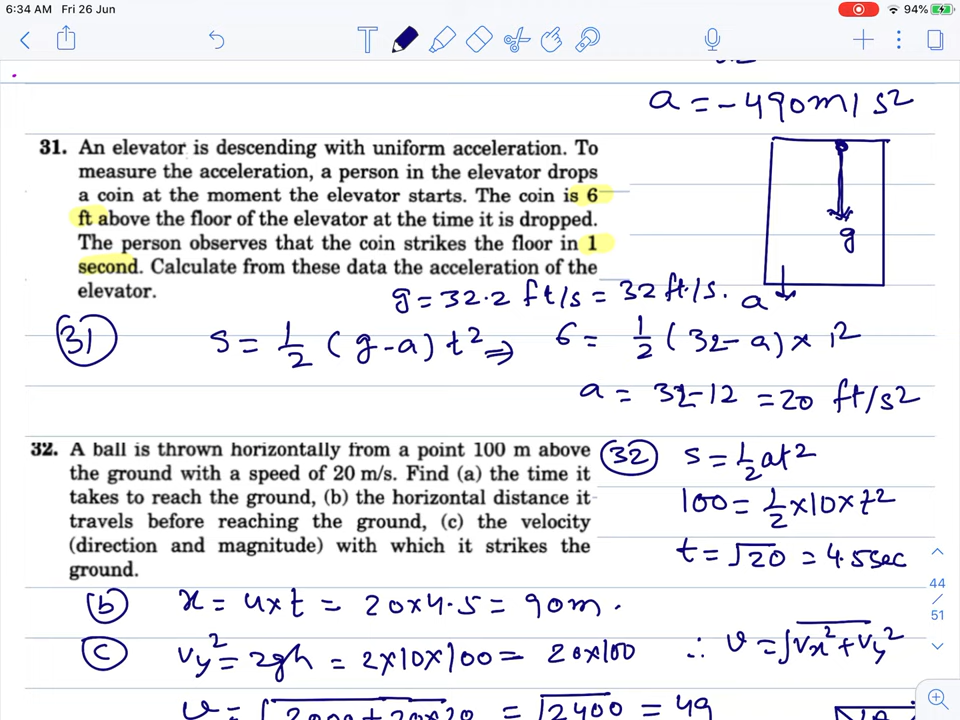 6:34 AM Fri 26 Jun
94%
a = -490m/s2
31. An elevator is descending with uniform acceleration. To
measure the acceleration, a person in the elevator drops
a coin at the moment the elevator starts. The coin is 6
ft above the floor of the elevator at the time it is dropped.
The person observes that the coin strikes the floor in 1
second. Calculate from these data the acceleration of the
elevator.
g
g = 32.2 ft/s = 32 ft/s. a
(31) S = 1/2 (g-a) t2 ⇒ 6 = 1/2 (32-a) × 12
a = 32-12 = 20 ft/s2
32. A ball is thrown horizontally from a point 100 m above
the ground with a speed of 20 m/s. Find (a) the time it
takes to reach the ground, (b) the horizontal distance it
travels before reaching the ground, (c) the velocity
(direction and magnitude) with which it strikes the
ground.
(32) S = 1/2 at2
100 = 1/2 ×10× t2
t = √20 = 4.5 sec
44
/
51
(b) x = u×t = 20×4.5 = 90m.
(c) vy2 = 2gh = 2×10×100 = 20×100 ∴ v = √vx2+vy2
v = √2000+20×20 = √2400 = 49